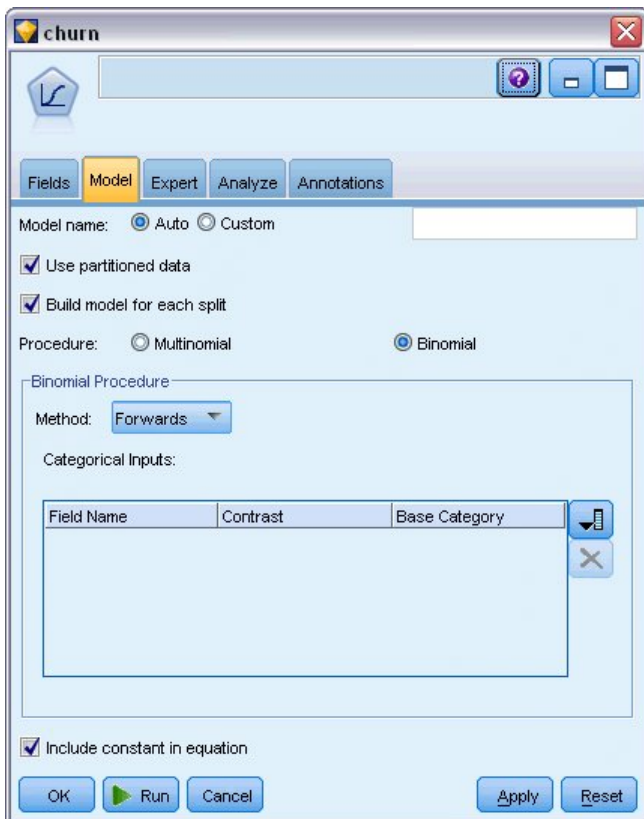 churn
Fields Model Expert Analyze Annotations
Model name: Auto Custom
Use partitioned data
Build model for each split
Procedure: Multinomial Binomial
Binomial Procedure
Method: Forwards
Categorical Inputs:
Field Name Contrast Base Category
Include constant in equation
OK Run Cancel Apply Reset